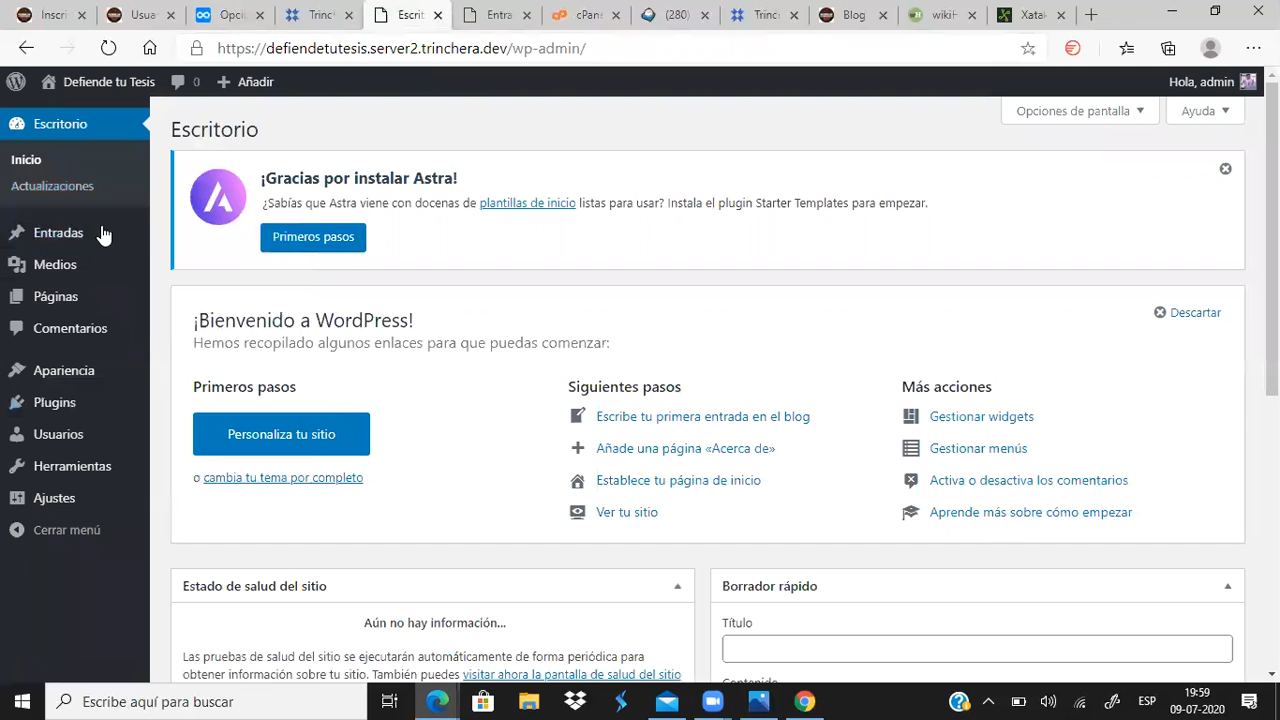 Inscri
Usua
Opci
Trinc
Escrit
Entra
cPan
(280)
Trinc
Blog
wikiH
Xatak
https://defiendetutesis.server2.trinchera.dev/wp-admin/
Defiende tu Tesis
0
Añadir
Hola, admin
Escritorio
Inicio
Actualizaciones
Entradas
Medios
Páginas
Comentarios
Apariencia
Plugins
Usuarios
Herramientas
Ajustes
Cerrar menú
Opciones de pantalla
Ayuda
Escritorio
¡Gracias por instalar Astra!
¿Sabías que Astra viene con docenas de plantillas de inicio listas para usar? Instala el plugin Starter Templates para empezar.
Primeros pasos
¡Bienvenido a WordPress!
Descartar
Hemos recopilado algunos enlaces para que puedas comenzar:
Primeros pasos
Personaliza tu sitio
o cambia tu tema por completo
Siguientes pasos
Escribe tu primera entrada en el blog
Añade una página «Acerca de»
Establece tu página de inicio
Ver tu sitio
Más acciones
Gestionar widgets
Gestionar menús
Activa o desactiva los comentarios
Aprende más sobre cómo empezar
Estado de salud del sitio
Aún no hay información...
Las pruebas de salud del sitio se ejecutarán automáticamente de forma periódica para
obtener información sobre tu sitio. También puedes visitar ahora la pantalla de salud del sitio
Borrador rápido
Título
Contenido
Escribe aquí para buscar
ESP
19:59
09-07-2020